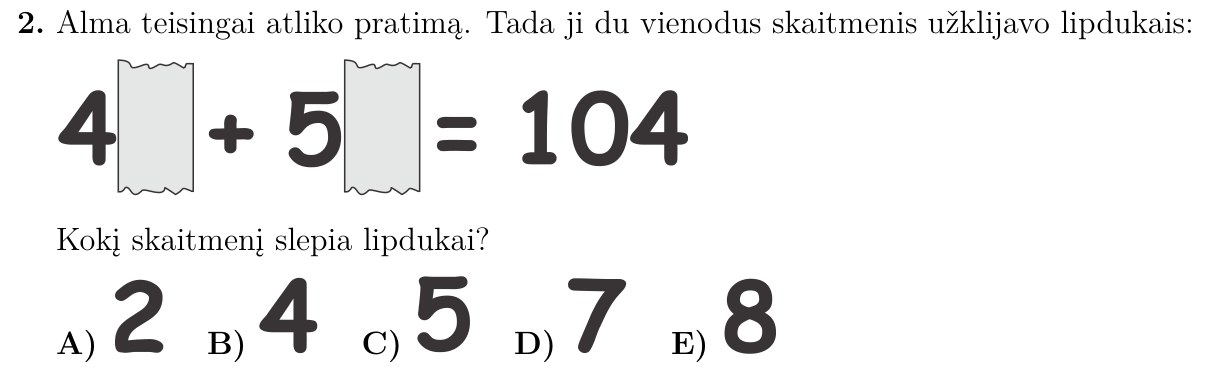 2. Alma teisingai atliko pratimą. Tada ji du vienodus skaitmenis užklijavo lipdukais:
4 + 5 = 104
Kokį skaitmenį slepia lipdukai?
A) 2 B) 4 C) 5 D) 7 E) 8